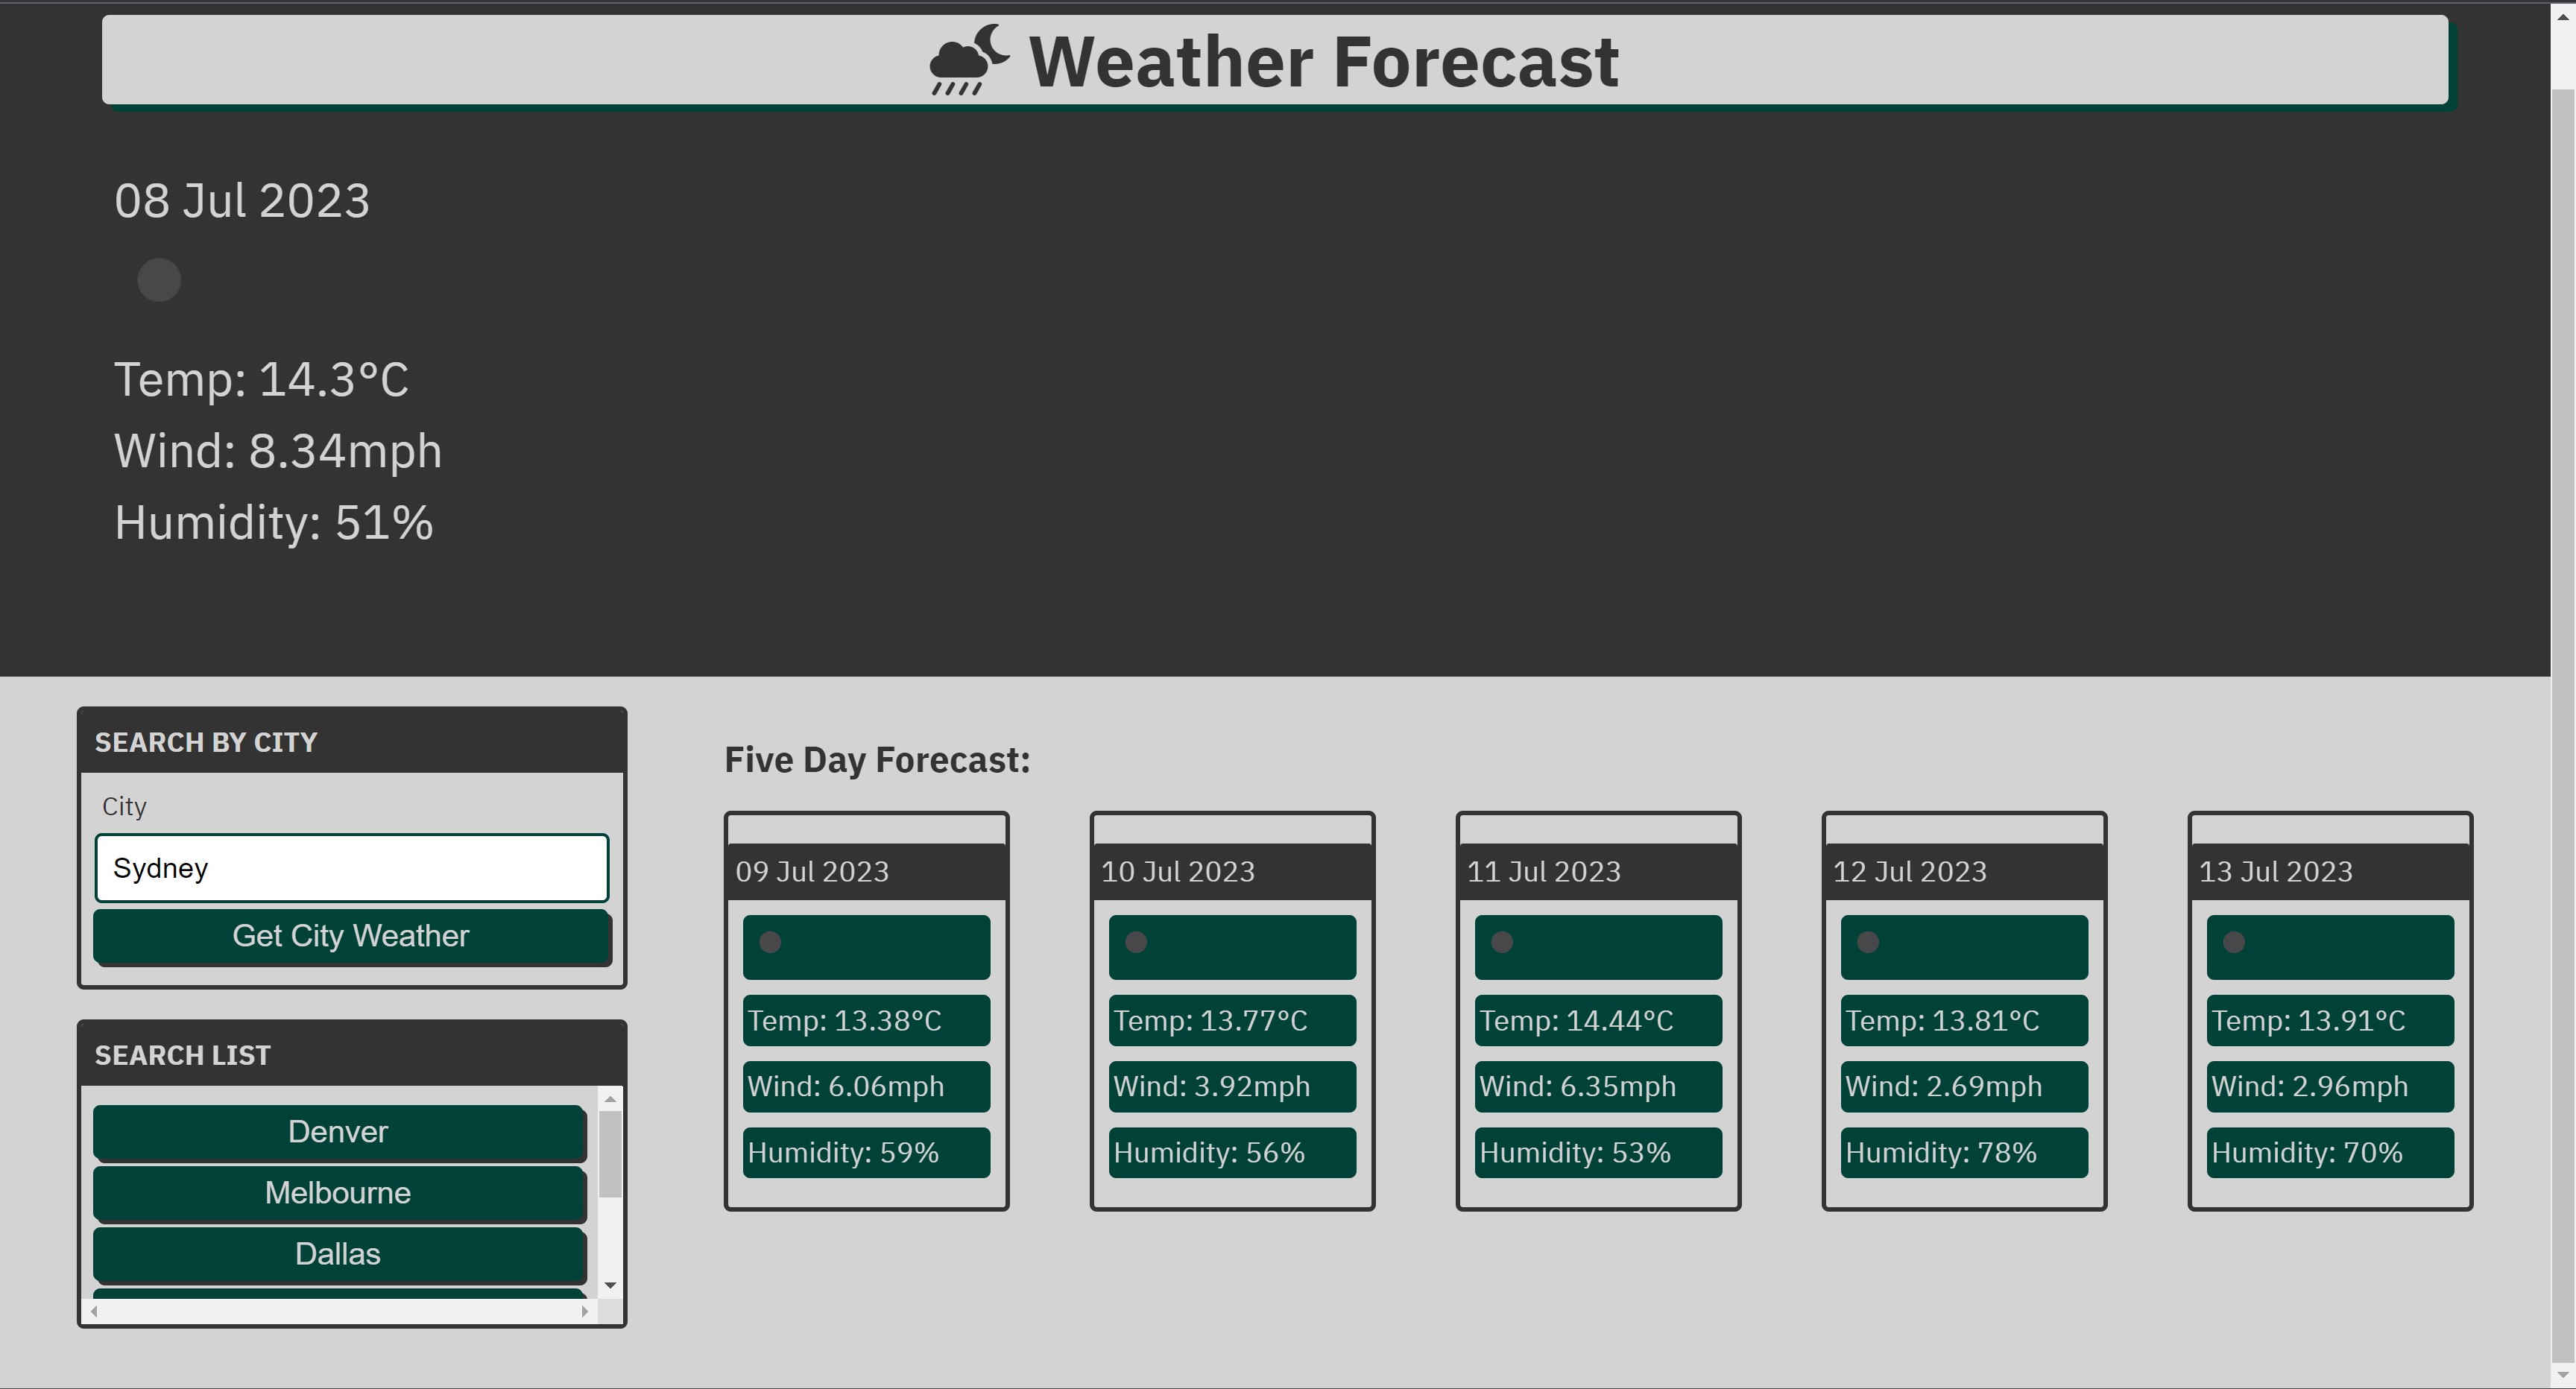 Weather Forecast
08 Jul 2023
Temp: 14.3°C
Wind: 8.34mph
Humidity: 51%
SEARCH BY CITY
City
Sydney
Get City Weather
SEARCH LIST
Denver
Melbourne
Dallas
Five Day Forecast:
09 Jul 2023
Temp: 13.38°C
Wind: 6.06mph
Humidity: 59%
10 Jul 2023
Temp: 13.77°C
Wind: 3.92mph
Humidity: 56%
11 Jul 2023
Temp: 14.44°C
Wind: 6.35mph
Humidity: 53%
12 Jul 2023
Temp: 13.81°C
Wind: 2.69mph
Humidity: 78%
13 Jul 2023
Temp: 13.91°C
Wind: 2.96mph
Humidity: 70%